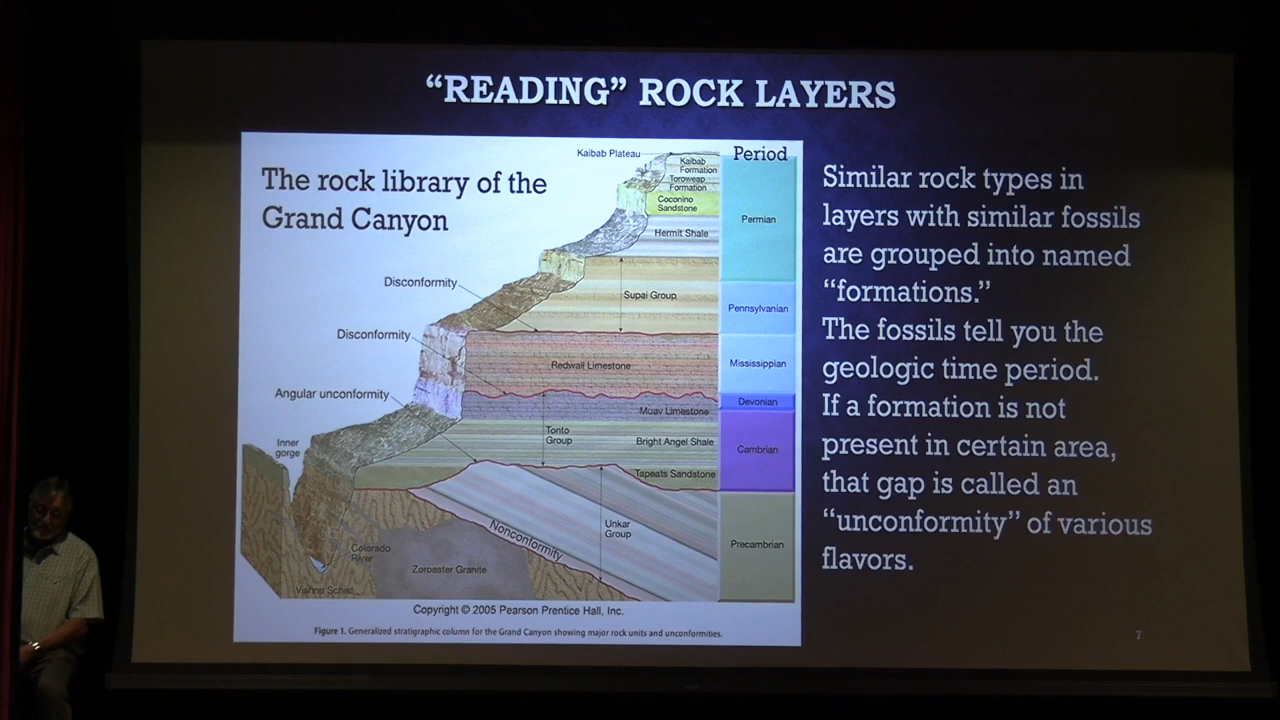 “READING” ROCK LAYERS
The rock library of the
Grand Canyon
Kaibab Plateau
Period
Kaibab
Formation
Toroweap
Formation
Coconino
Sandstone
Permian
Hermit Shale
Disconformity
Supai Group
Pennsylvanian
Disconformity
Redwall Limestone
Mississippian
Angular unconformity
Devonian
Muav Limestone
Tonto
Group
Bright Angel Shale
Cambrian
Inner
gorge
Tapeats Sandstone
Nonconformity
Unkar
Group
Precambrian
Colorado
River
Zoroaster Granite
Vishnu Schist
Copyright © 2005 Pearson Prentice Hall, Inc.
Figure 1. Generalized stratigraphic column for the Grand Canyon showing major rock units and unconformities.
Similar rock types in
layers with similar fossils
are grouped into named
“formations.”
The fossils tell you the
geologic time period.
If a formation is not
present in certain area,
that gap is called an
“unconformity” of various
flavors.
7